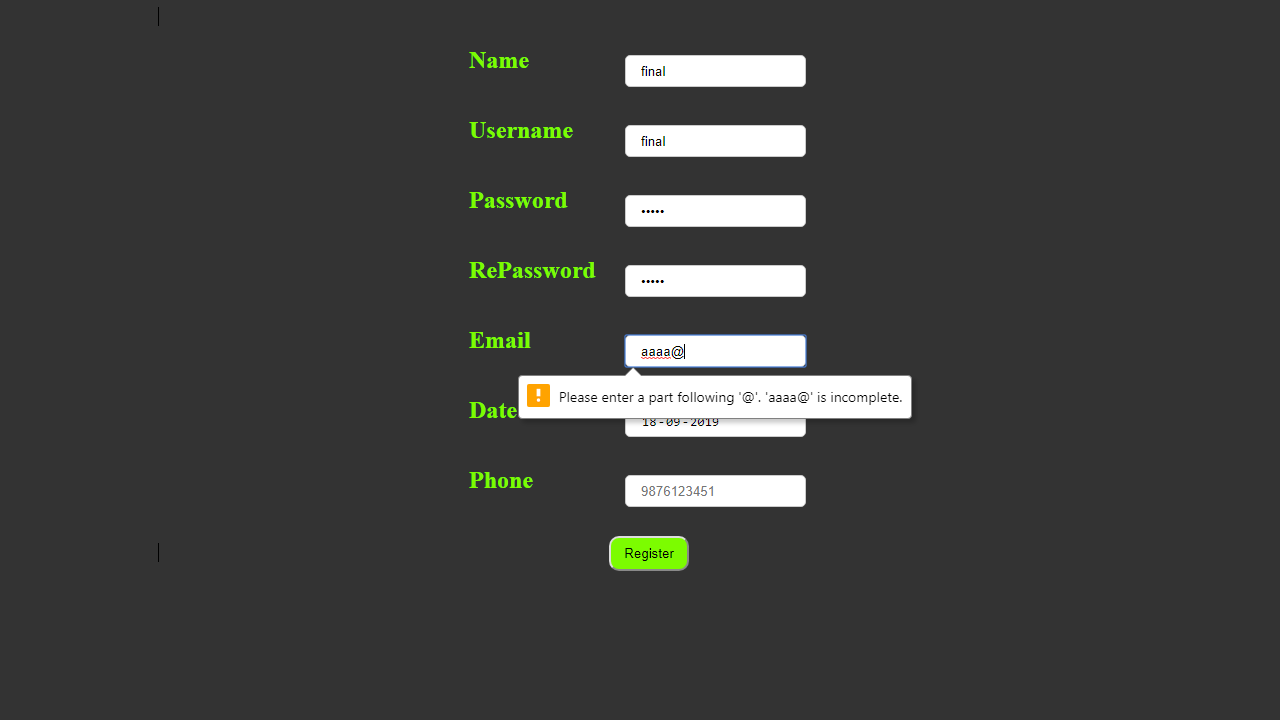 Name final
Username final
Password •••••
RePassword •••••
Email aaaa@
Please enter a part following '@'. 'aaaa@' is incomplete.
Date 18-09-2019
Phone 9876123451
Register